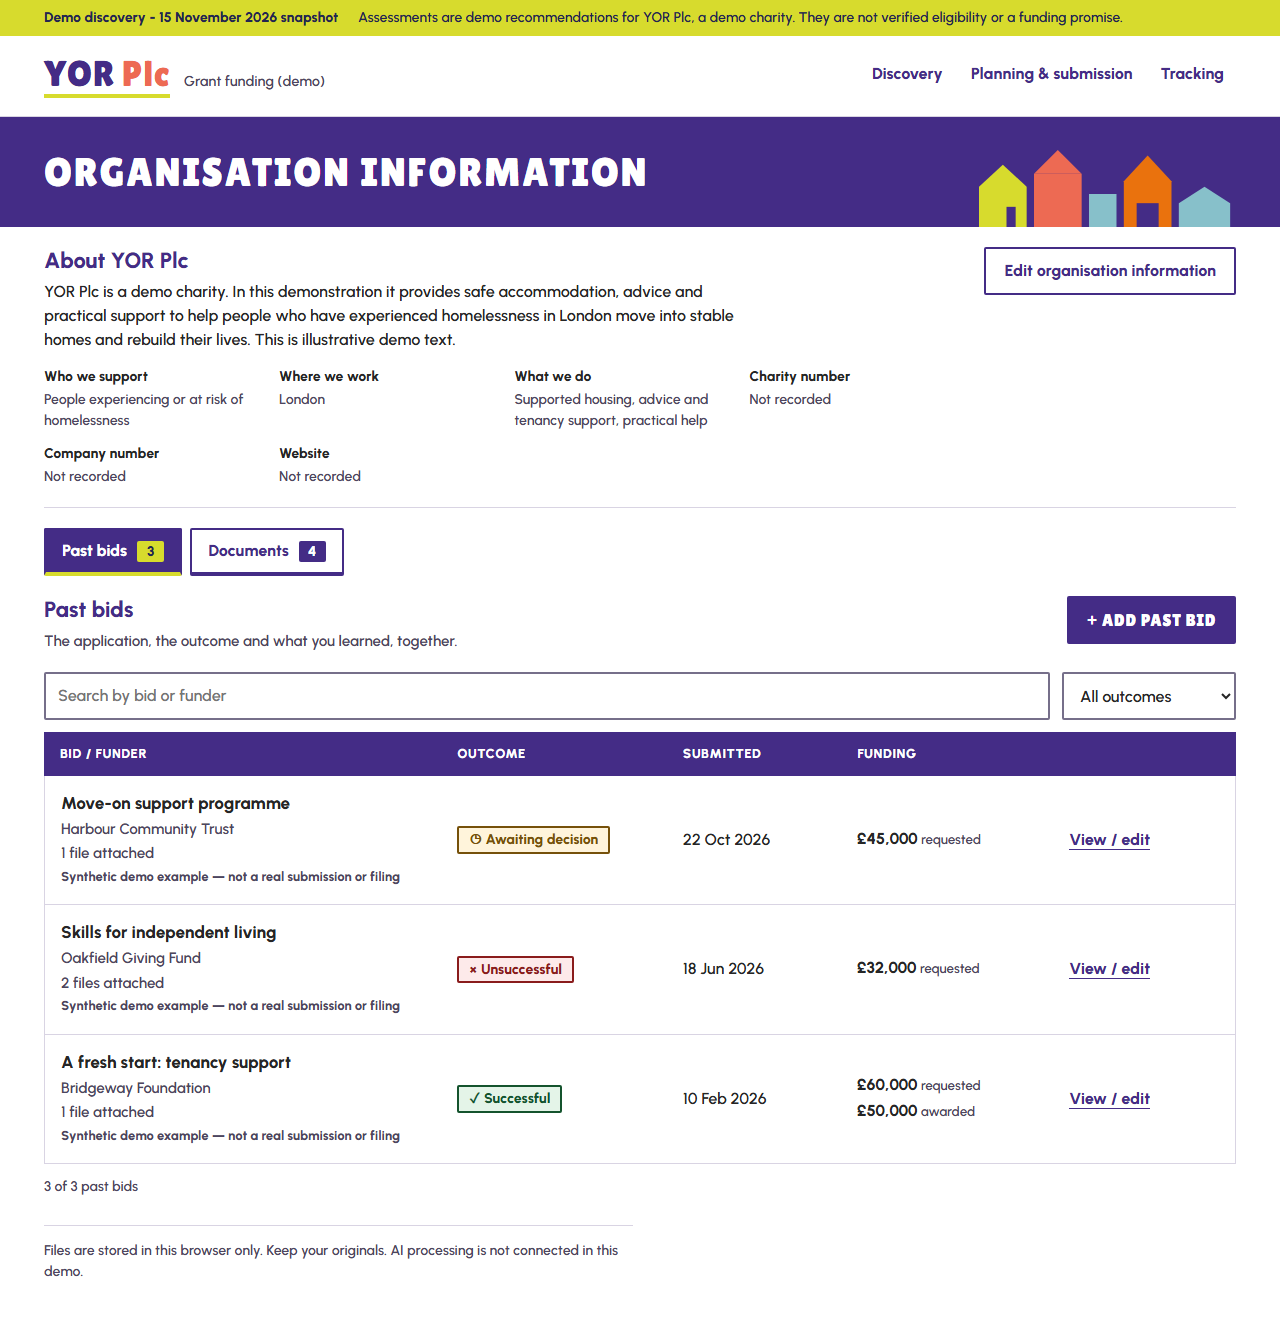 Demo discovery - 15 November 2026 snapshot Assessments are demo recommendations for YOR Plc, a demo charity. They are not verified eligibility or a funding promise.
YOR Plc Grant funding (demo) Discovery Planning & submission Tracking
ORGANISATION INFORMATION
About YOR Plc
Edit organisation information
YOR Plc is a demo charity. In this demonstration it provides safe accommodation, advice and
practical support to help people who have experienced homelessness in London move into stable
homes and rebuild their lives. This is illustrative demo text.
Who we support Where we work What we do Charity number
People experiencing or at risk of London Supported housing, advice and Not recorded
homelessness tenancy support, practical help
Company number Website
Not recorded Not recorded
Past bids 3 Documents 4
Past bids
+ ADD PAST BID
The application, the outcome and what you learned, together.
Search by bid or funder All outcomes
BID / FUNDER OUTCOME SUBMITTED FUNDING
Move-on support programme
Harbour Community Trust
1 file attached
Synthetic demo example — not a real submission or filing
◷ Awaiting decision 22 Oct 2026 £45,000 requested View / edit
Skills for independent living
Oakfield Giving Fund
2 files attached
Synthetic demo example — not a real submission or filing
× Unsuccessful 18 Jun 2026 £32,000 requested View / edit
A fresh start: tenancy support
Bridgeway Foundation
1 file attached
Synthetic demo example — not a real submission or filing
✓ Successful 10 Feb 2026 £60,000 requested
£50,000 awarded
View / edit
3 of 3 past bids
Files are stored in this browser only. Keep your originals. AI processing is not connected in this
demo.